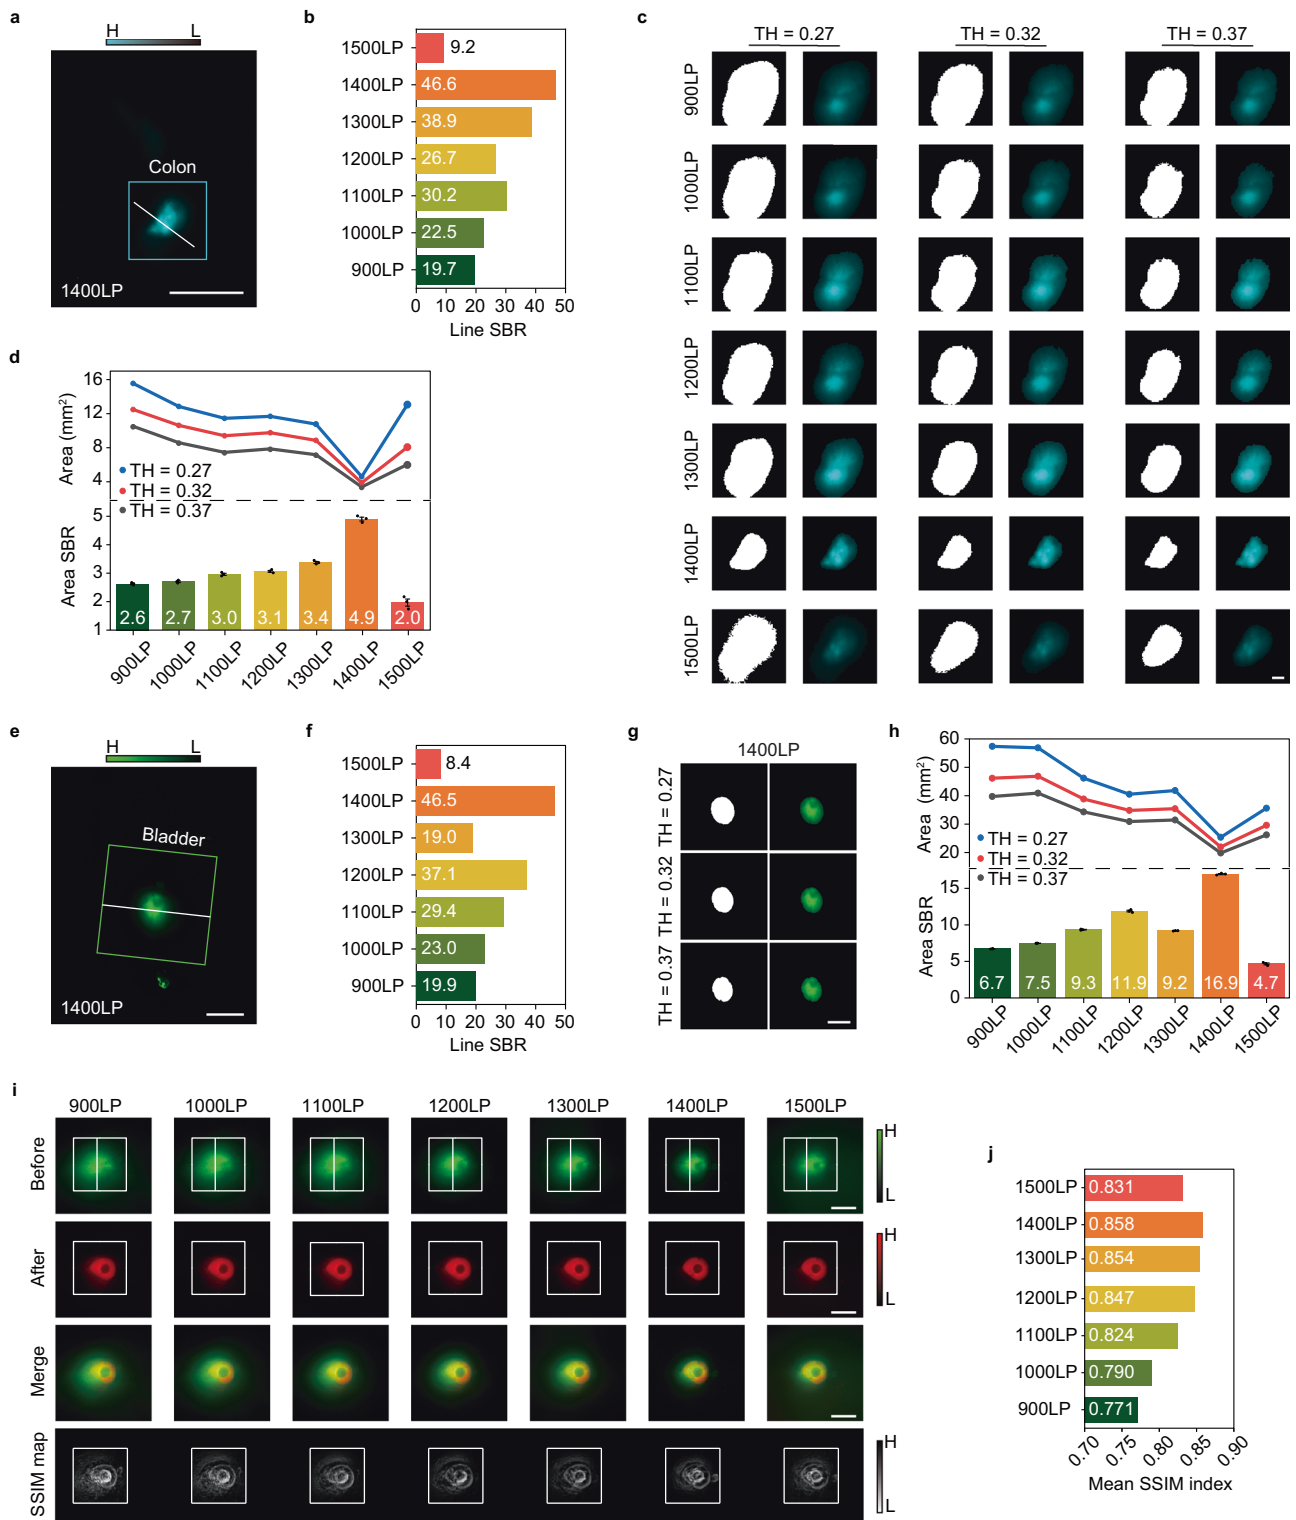 a
H L
Colon
1400LP
b
1500LP 9.2
1400LP 46.6
1300LP 38.9
1200LP 26.7
1100LP 30.2
1000LP 22.5
900LP 19.7
0 10 20 30 40 50
Line SBR
c
TH = 0.27 TH = 0.32 TH = 0.37
900LP
1000LP
1100LP
1200LP
1300LP
1400LP
1500LP
d
16
12
8
4
Area (mm²)
TH = 0.27
TH = 0.32
TH = 0.37
5
4
3
2
1
Area SBR
2.6 2.7 3.0 3.1 3.4 4.9 2.0
900LP 1000LP 1100LP 1200LP 1300LP 1400LP 1500LP
e
H L
Bladder
1400LP
f
1500LP 8.4
1400LP 46.5
1300LP 19.0
1200LP 37.1
1100LP 29.4
1000LP 23.0
900LP 19.9
0 10 20 30 40 50
Line SBR
g
1400LP
TH = 0.27
TH = 0.32
TH = 0.37
h
60
50
40
30
20
Area (mm²)
TH = 0.27
TH = 0.32
TH = 0.37
15
10
5
0
Area SBR
6.7 7.5 9.3 11.9 9.2 16.9 4.7
900LP 1000LP 1100LP 1200LP 1300LP 1400LP 1500LP
i
900LP 1000LP 1100LP 1200LP 1300LP 1400LP 1500LP
Before
H
L
After
H
L
Merge
SSIM map
H
L
j
1500LP 0.831
1400LP 0.858
1300LP 0.854
1200LP 0.847
1100LP 0.824
1000LP 0.790
900LP 0.771
0.70 0.75 0.80 0.85 0.90
Mean SSIM index